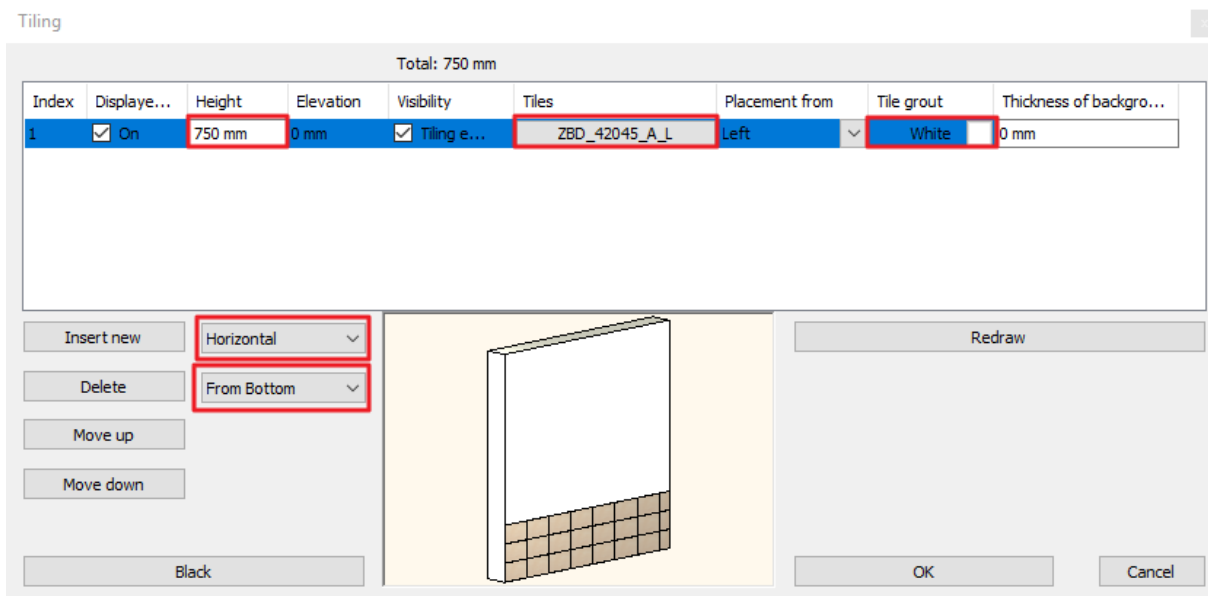 Tiling
Total: 750 mm
Index Displaye... Height Elevation Visibility Tiles Placement from Tile grout Thickness of backgro...
1 On 750 mm 0 mm Tiling e... ZBD_42045_A_L Left White 0 mm
Insert new Horizontal Redraw
Delete From Bottom
Move up
Move down
Black OK Cancel